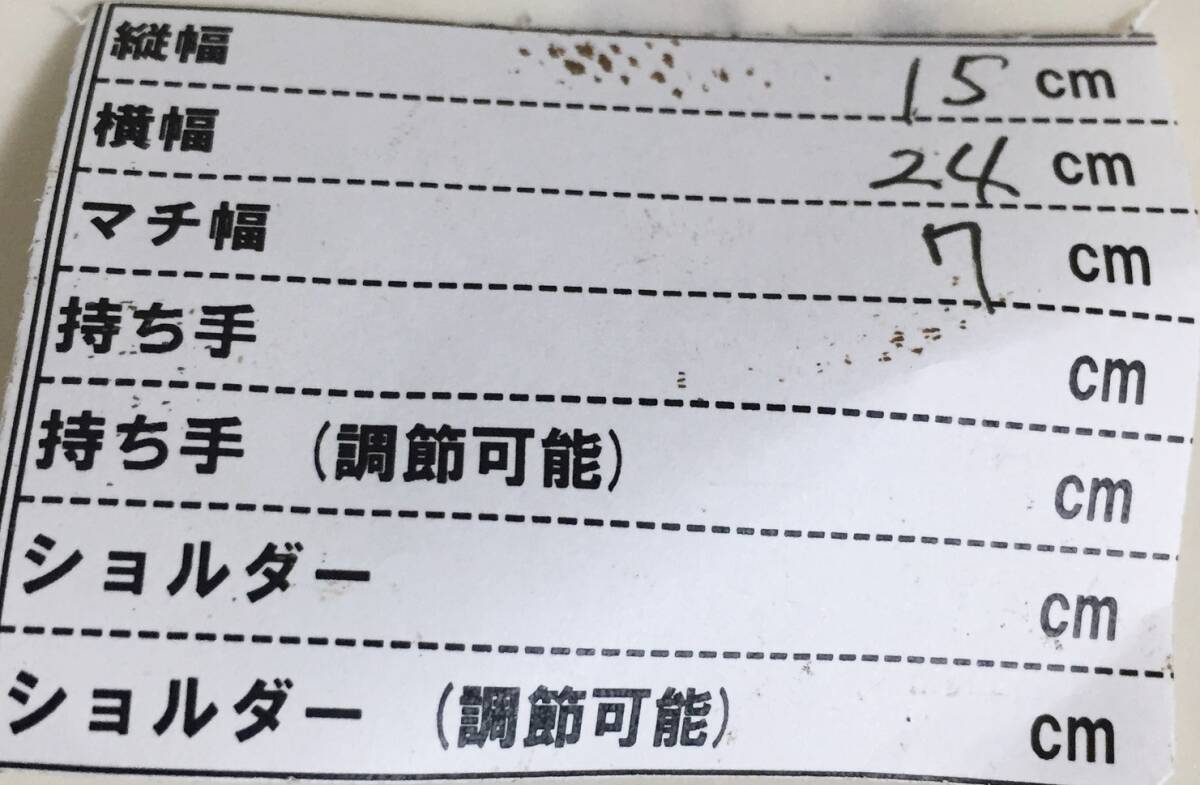 縦幅 15 cm
横幅 24 cm
マチ幅 7 cm
持ち手 cm
持ち手 (調節可能) cm
ショルダー cm
ショルダー (調節可能) cm